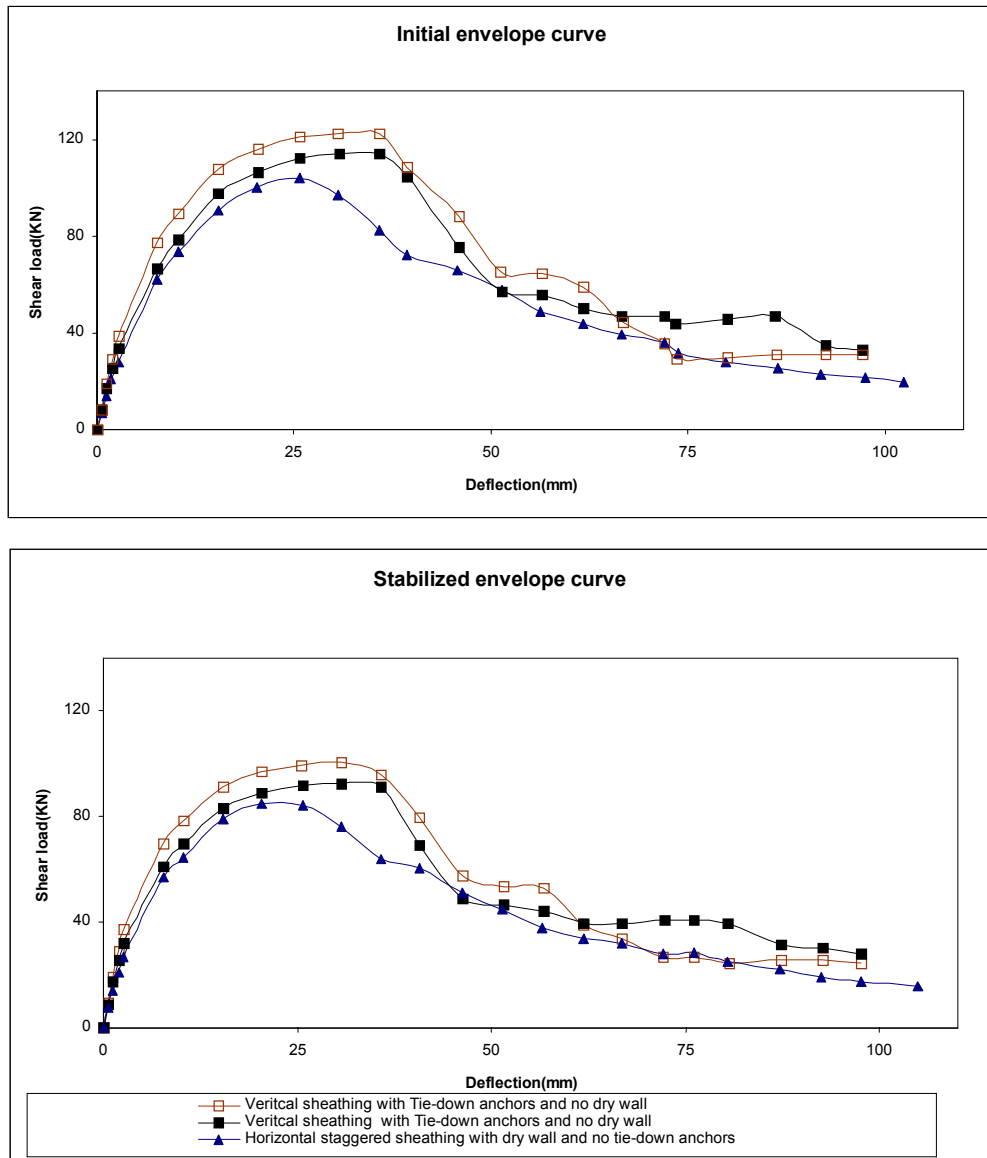 Initial envelope curve
120
80
40
0
Shear load(KN)
0 25 50 75 100
Deflection(mm)
Stabilized envelope curve
120
80
40
0
Shear load(KN)
0 25 50 75 100
Deflection(mm)
Veritcal sheathing with Tie-down anchors and no dry wall
Veritcal sheathing with Tie-down anchors and no dry wall
Horizontal staggered sheathing with dry wall and no tie-down anchors